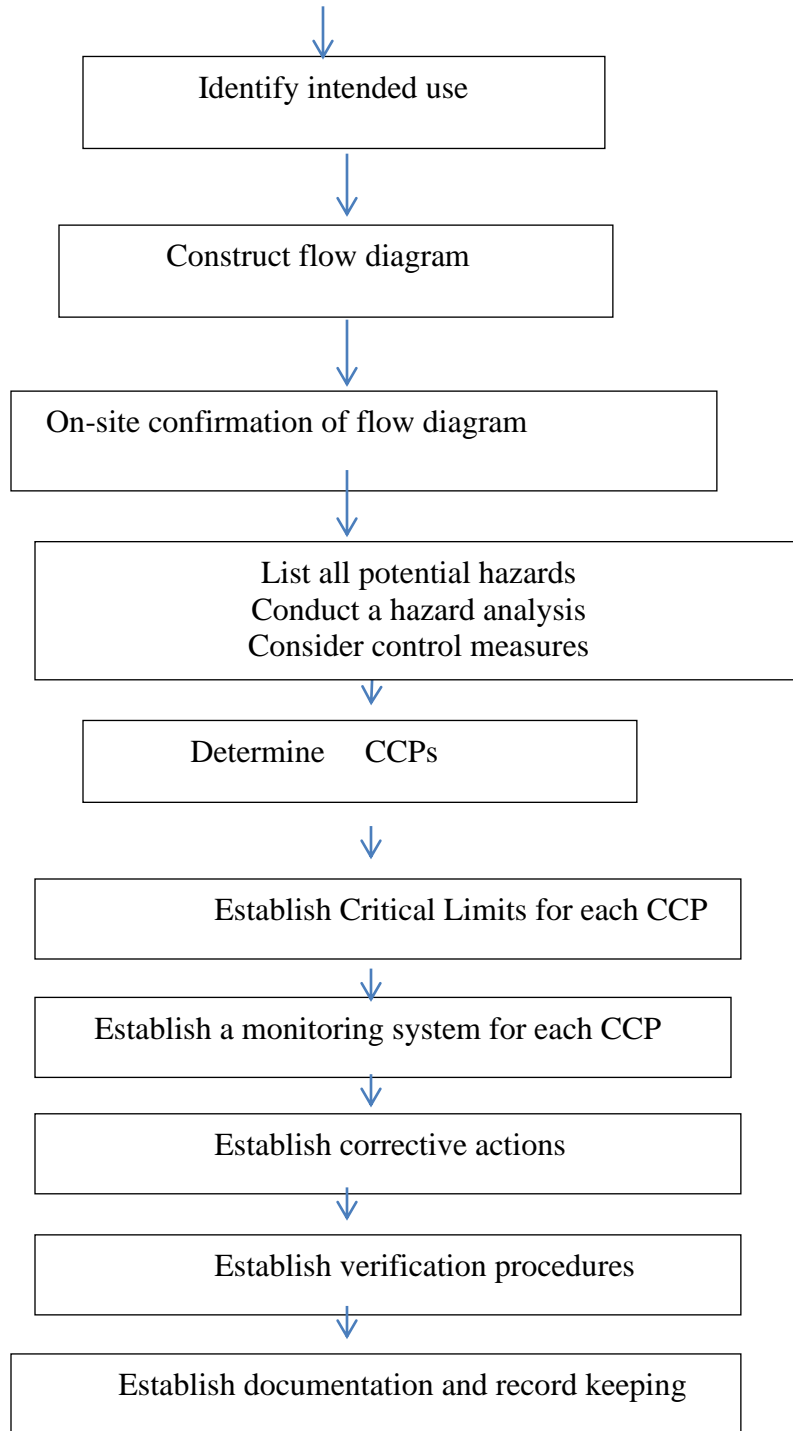 Identify intended use
Construct flow diagram
On-site confirmation of flow diagram
List all potential hazards
Conduct a hazard analysis
Consider control measures
Determine CCPs
Establish Critical Limits for each CCP
Establish a monitoring system for each CCP
Establish corrective actions
Establish verification procedures
Establish documentation and record keeping